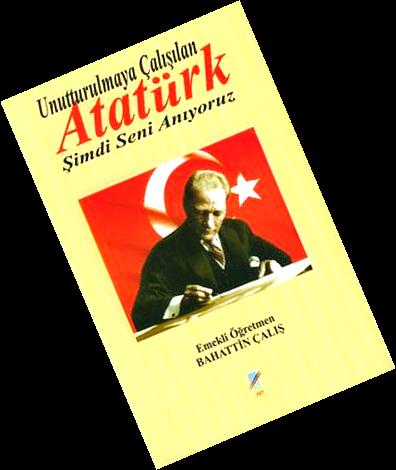 Unutturulmaya Çalışılan
Atatürk
Şimdi Seni Anıyoruz
Emekli Öğretmen
BAHATTİN ÇALIŞ